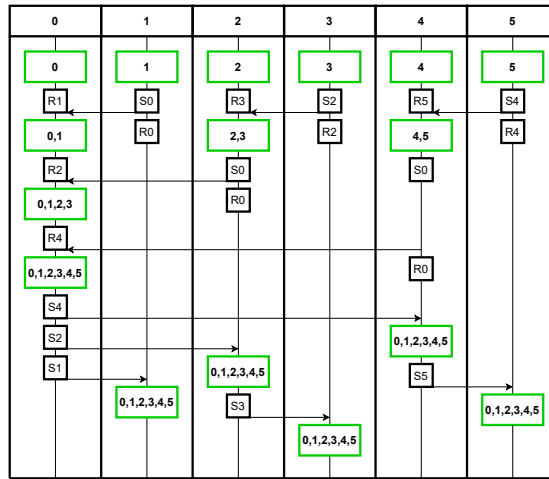 0 1 2 3 4 5
0 1 2 3 4 5
R1 S0 R3 S2 R5 S4
0,1 R0 2,3 R2 4,5 R4
R2 S0 S0
0,1,2,3 R0
R4
0,1,2,3,4,5 R0
S4
S2 0,1,2,3,4,5
S1 0,1,2,3,4,5 S5
0,1,2,3,4,5 S3 0,1,2,3,4,5
0,1,2,3,4,5